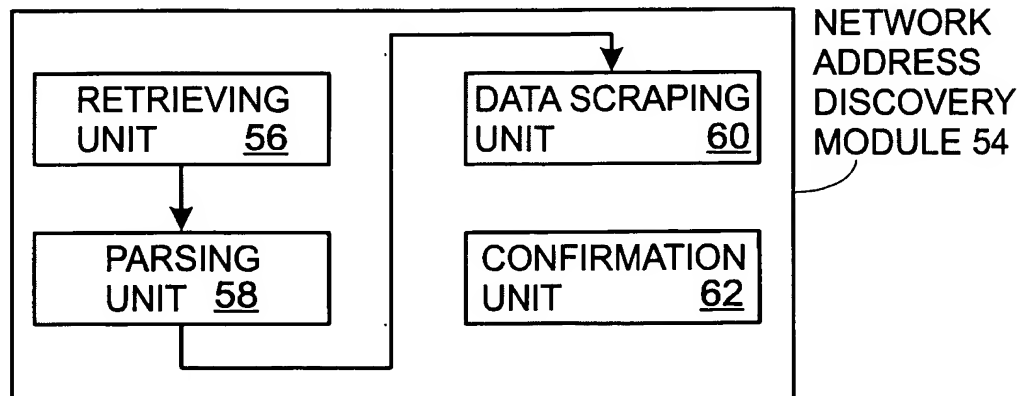 RETRIEVING
UNIT 56
PARSING
UNIT 58
DATA SCRAPING
UNIT 60
CONFIRMATION
UNIT 62
NETWORK
ADDRESS
DISCOVERY
MODULE 54